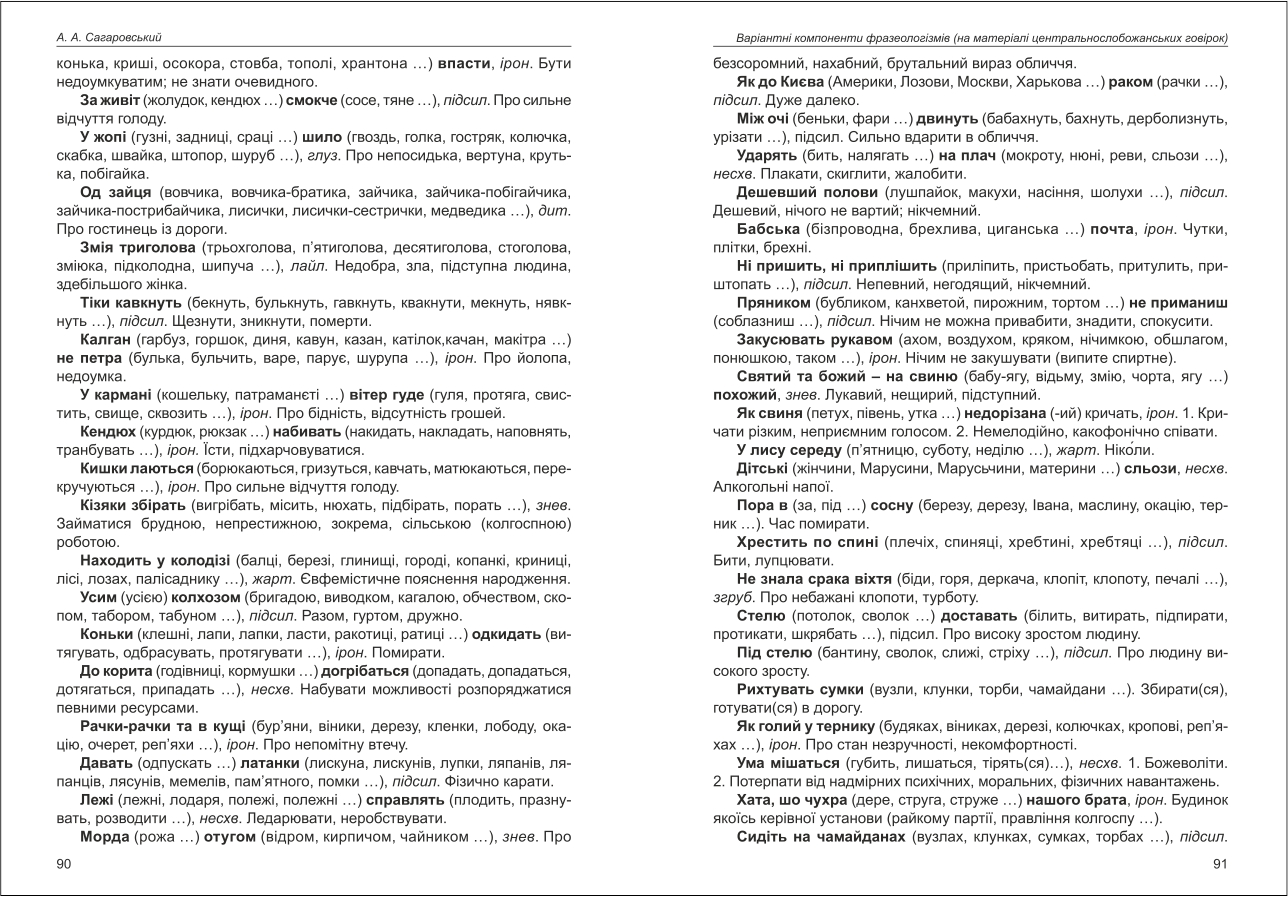 А. А. Сагаровський
конька, криші, осокора, стовба, тополі, хрантона …) впасти, ірон. Бути
недоумкуватим; не знати очевидного.
За живіт (жолудок, кендюх …) смокче (сосе, тяне …), підсил. Про сильне
відчуття голоду.
У жопі (гузні, задниці, сраці …) шило (гвоздь, голка, гостряк, колючка,
скабка, швайка, штопор, шуруб …), глуз. Про непосидька, вертуна, круть-
ка, побігайка.
Од зайця (вовчика, вовчика-братика, зайчика, зайчика-побігайчика,
зайчика-пострибайчика, лисички, лисички-сестрички, медведика …), дит.
Про гостинець із дороги.
Змія триголова (трьохголова, п’ятиголова, десятиголова, стоголова,
зміюка, підколодна, шипуча …), лайл. Недобра, зла, підступна людина,
здебільшого жінка.
Тіки кавкнуть (бекнуть, булькнуть, гавкнуть, квакнути, мекнуть, нявк-
нуть …), підсил. Щезнути, зникнути, померти.
Калган (гарбуз, горшок, диня, кавун, казан, катілок,качан, макітра …)
не петра (булька, бульчить, варе, парує, шурупа …), ірон. Про йолопа,
недоумка.
У кармані (кошельку, патраманєті …) вітер гуде (гуля, протяга, свис-
тить, свище, сквозить …), ірон. Про бідність, відсутність грошей.
Кендюх (курдюк, рюкзак …) набивать (накидать, накладать, наповнять,
транбувать …), ірон. Їсти, підхарчовуватися.
Кишки лаються (борюкаються, гризуться, кавчать, матюкаються, пере-
кручуються …), ірон. Про сильне відчуття голоду.
Кізяки збірать (вигрібать, місить, нюхать, підбірать, порать …), знев.
Займатися брудною, непрестижною, зокрема, сільською (колгоспною)
роботою.
Находить у колодізі (балці, березі, глинищі, городі, копанкі, криниці,
лісі, лозах, палісаднику …), жарт. Євфемістичне пояснення народження.
Усим (усією) колхозом (бригадою, виводком, кагалою, обчеством, ско-
пом, табором, табуном …), підсил. Разом, гуртом, дружно.
Коньки (клешні, лапи, лапки, ласти, ракотиці, ратиці …) одкидать (ви-
тягувать, одбрасувать, протягувати …), ірон. Помирати.
До корита (годівниці, кормушки …) догрібаться (допадать, допадаться,
дотягаться, припадать …), несхв. Набувати можливості розпоряджатися
певними ресурсами.
Рачки-рачки та в кущі (бур’яни, віники, дерезу, кленки, лободу, ока-
цію, очерет, реп’яхи …), ірон. Про непомітну втечу.
Давать (одпускать …) латанки (лискуна, лискунів, лупки, ляпанів, ля-
панців, лясунів, мемелів, пам’ятного, помки …), підсил. Фізично карати.
Лежі (лежні, лодаря, полежі, полежні …) справлять (плодить, празну-
вать, розводити …), несхв. Ледарювати, неробствувати.
Морда (рожа …) отугом (відром, кирпичом, чайником …), знев. Про
90
Варіантні компоненти фразеологізмів (на матеріалі центральнослобожанських говірок)
безсоромний, нахабний, брутальний вираз обличчя.
Як до Києва (Америки, Лозови, Москви, Харькова …) раком (рачки …),
підсил. Дуже далеко.
Між очі (беньки, фари …) двинуть (бабахнуть, бахнуть, дерболизнуть,
урізати …), підсил. Сильно вдарити в обличчя.
Ударять (бить, налягать …) на плач (мокроту, нюні, реви, сльози …),
несхв. Плакати, скиглити, жалобити.
Дешевший полови (лушпайок, макухи, насіння, шолухи …), підсил.
Дешевий, нічого не вартий; нікчемний.
Бабська (бізпроводна, брехлива, циганська …) почта, ірон. Чутки,
плітки, брехні.
Ні пришить, ні приплішить (приліпить, пристьобать, притулить, при-
штопать …), підсил. Непевний, негодящий, нікчемний.
Пряником (бубликом, канхветой, пирожним, тортом …) не приманиш
(соблазниш …), підсил. Нічим не можна привабити, знадити, спокусити.
Закусювать рукавом (ахом, воздухом, кряком, нічимкою, обшлагом,
понюшкою, таком …), ірон. Нічим не закушувати (випите спиртне).
Святий та божий – на свиню (бабу-ягу, відьму, змію, чорта, ягу …)
похожий, знев. Лукавий, нещирий, підступний.
Як свиня (петух, півень, утка …) недорізана (-ий) кричать, ірон. 1. Кри-
чати різким, неприємним голосом. 2. Немелодійно, какофонічно співати.
У лису середу (п’ятницю, суботу, неділю …), жарт. Ніко́ли.
Дітські (жінчини, Марусини, Марусьчини, материни …) сльози, несхв.
Алкогольні напої.
Пора в (за, під …) сосну (березу, дерезу, Івана, маслину, окацію, тер-
ник …). Час помирати.
Хрестить по спині (плечіх, спиняці, хребтині, хребтяці …), підсил.
Бити, лупцювати.
Не знала срака віхтя (біди, горя, деркача, клопіт, клопоту, печалі …),
згруб. Про небажані клопоти, турботу.
Стелю (потолок, сволок …) доставать (білить, витирать, підпирати,
протикати, шкрябать …), підсил. Про високу зростом людину.
Під стелю (бантину, сволок, слижі, стріху …), підсил. Про людину ви-
сокого зросту.
Рихтувать сумки (вузли, клунки, торби, чамайдани …). Збирати(ся),
готувати(ся) в дорогу.
Як голий у тернику (будяках, віниках, дерезі, колючках, кропові, реп’я-
хах …), ірон. Про стан незручності, некомфортності.
Ума мішаться (губить, лишаться, тірять(ся)…), несхв. 1. Божеволіти.
2. Потерпати від надмірних психічних, моральних, фізичних навантажень.
Хата, шо чухра (дере, струга, струже …) нашого брата, ірон. Будинок
якоїсь керівної установи (райкому партії, правління колгоспу …).
Сидіть на чамайданах (вузлах, клунках, сумках, торбах …), підсил.
91